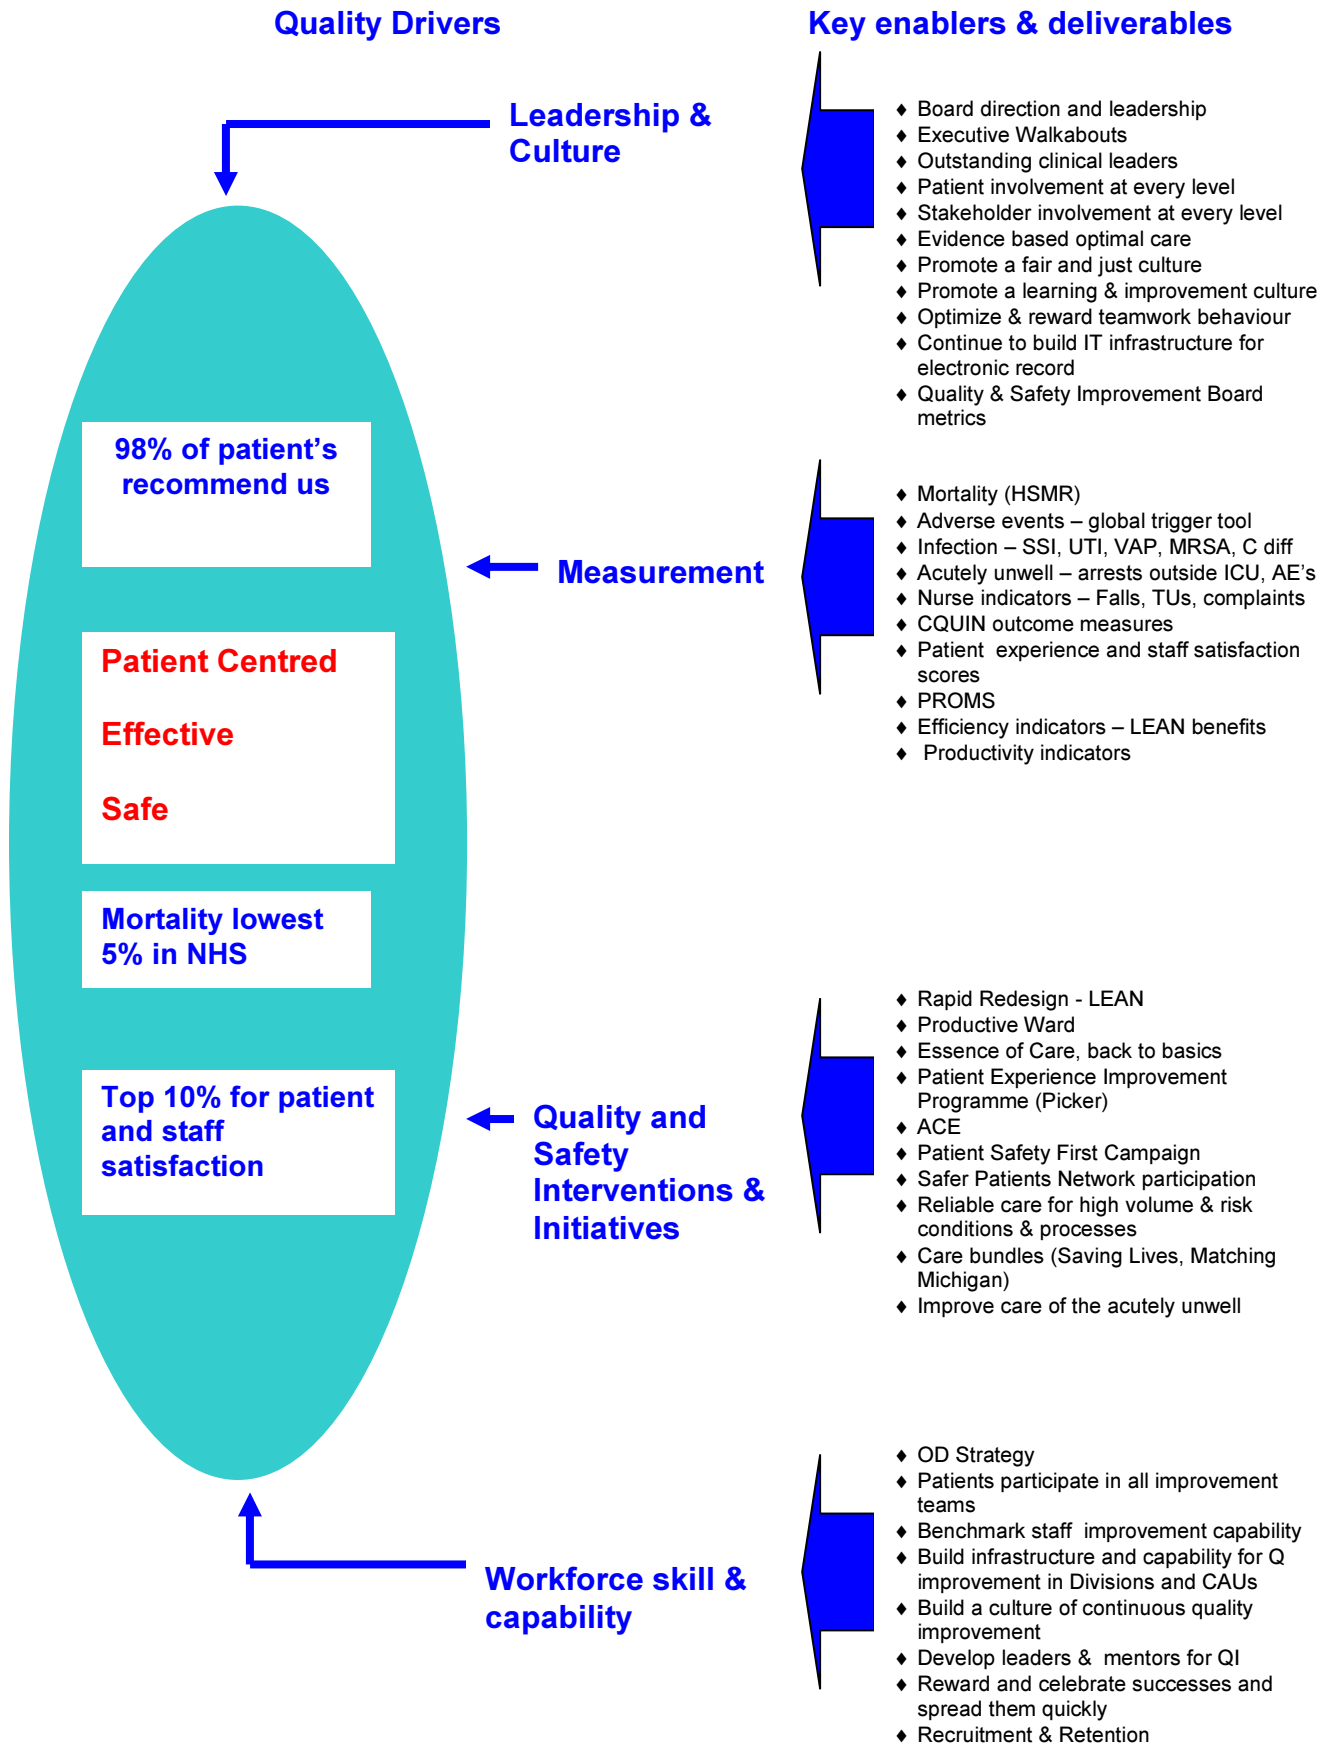 Quality Drivers
Key enablers & deliverables
Leadership &
Culture
♦ Board direction and leadership
♦ Executive Walkabouts
♦ Outstanding clinical leaders
♦ Patient involvement at every level
♦ Stakeholder involvement at every level
♦ Evidence based optimal care
♦ Promote a fair and just culture
♦ Promote a learning & improvement culture
♦ Optimize & reward teamwork behaviour
♦ Continue to build IT infrastructure for
electronic record
♦ Quality & Safety Improvement Board
metrics
98% of patient’s
recommend us
Patient Centred
Effective
Safe
Mortality lowest
5% in NHS
Top 10% for patient
and staff
satisfaction
Measurement
♦ Mortality (HSMR)
♦ Adverse events – global trigger tool
♦ Infection – SSI, UTI, VAP, MRSA, C diff
♦ Acutely unwell – arrests outside ICU, AE’s
♦ Nurse indicators – Falls, TUs, complaints
♦ CQUIN outcome measures
♦ Patient experience and staff satisfaction
scores
♦ PROMS
♦ Efficiency indicators – LEAN benefits
♦ Productivity indicators
Quality and
Safety
Interventions &
Initiatives
♦ Rapid Redesign - LEAN
♦ Productive Ward
♦ Essence of Care, back to basics
♦ Patient Experience Improvement
Programme (Picker)
♦ ACE
♦ Patient Safety First Campaign
♦ Safer Patients Network participation
♦ Reliable care for high volume & risk
conditions & processes
♦ Care bundles (Saving Lives, Matching
Michigan)
♦ Improve care of the acutely unwell
Workforce skill &
capability
♦ OD Strategy
♦ Patients participate in all improvement
teams
♦ Benchmark staff improvement capability
♦ Build infrastructure and capability for Q
improvement in Divisions and CAUs
♦ Build a culture of continuous quality
improvement
♦ Develop leaders & mentors for QI
♦ Reward and celebrate successes and
spread them quickly
♦ Recruitment & Retention